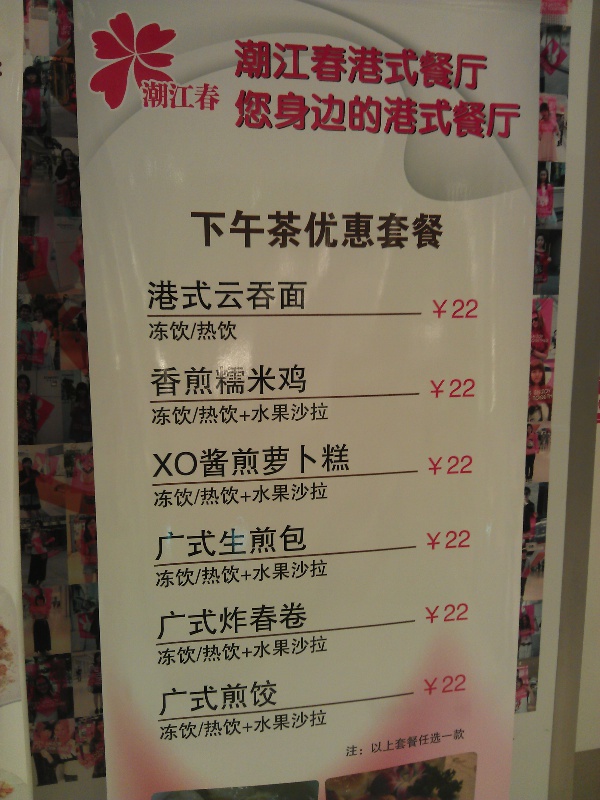 潮江春
潮江春港式餐厅
您身边的港式餐厅
下午茶优惠套餐
港式云吞面
￥22
冻饮/热饮
香煎糯米鸡
￥22
冻饮/热饮+水果沙拉
XO酱煎萝卜糕
￥22
冻饮/热饮+水果沙拉
广式生煎包
￥22
冻饮/热饮+水果沙拉
广式炸春卷
￥22
冻饮/热饮+水果沙拉
广式煎饺
￥22
冻饮/热饮+水果沙拉
注：以上套餐任选一款